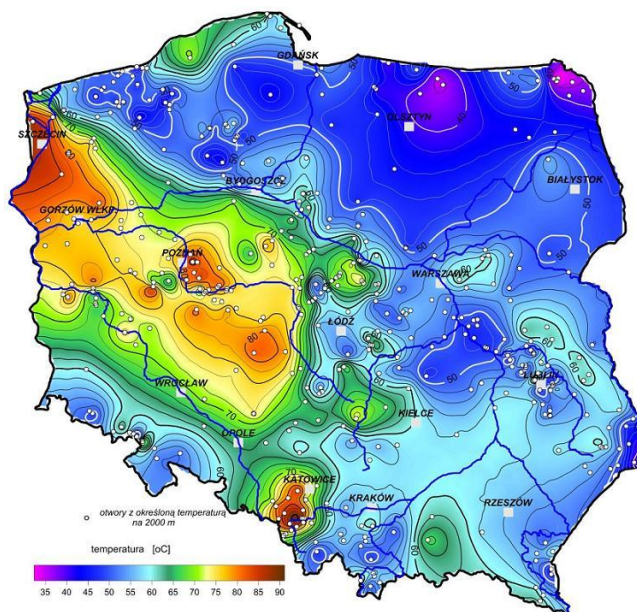 GDAŃSK
OLSZTYN
SZCZECIN
BYDGOSZCZ
BIAŁYSTOK
GORZÓW WLKP.
POZNAŃ
WARSZAWA
ŁÓDŹ
LUBLIN
WROCŁAW
KIELCE
OPOLE
KATOWICE
KRAKÓW
RZESZÓW
otwory z określoną temperaturą
na 2000 m
temperatura [oC]
35 40 45 50 55 60 65 70 75 80 85 90